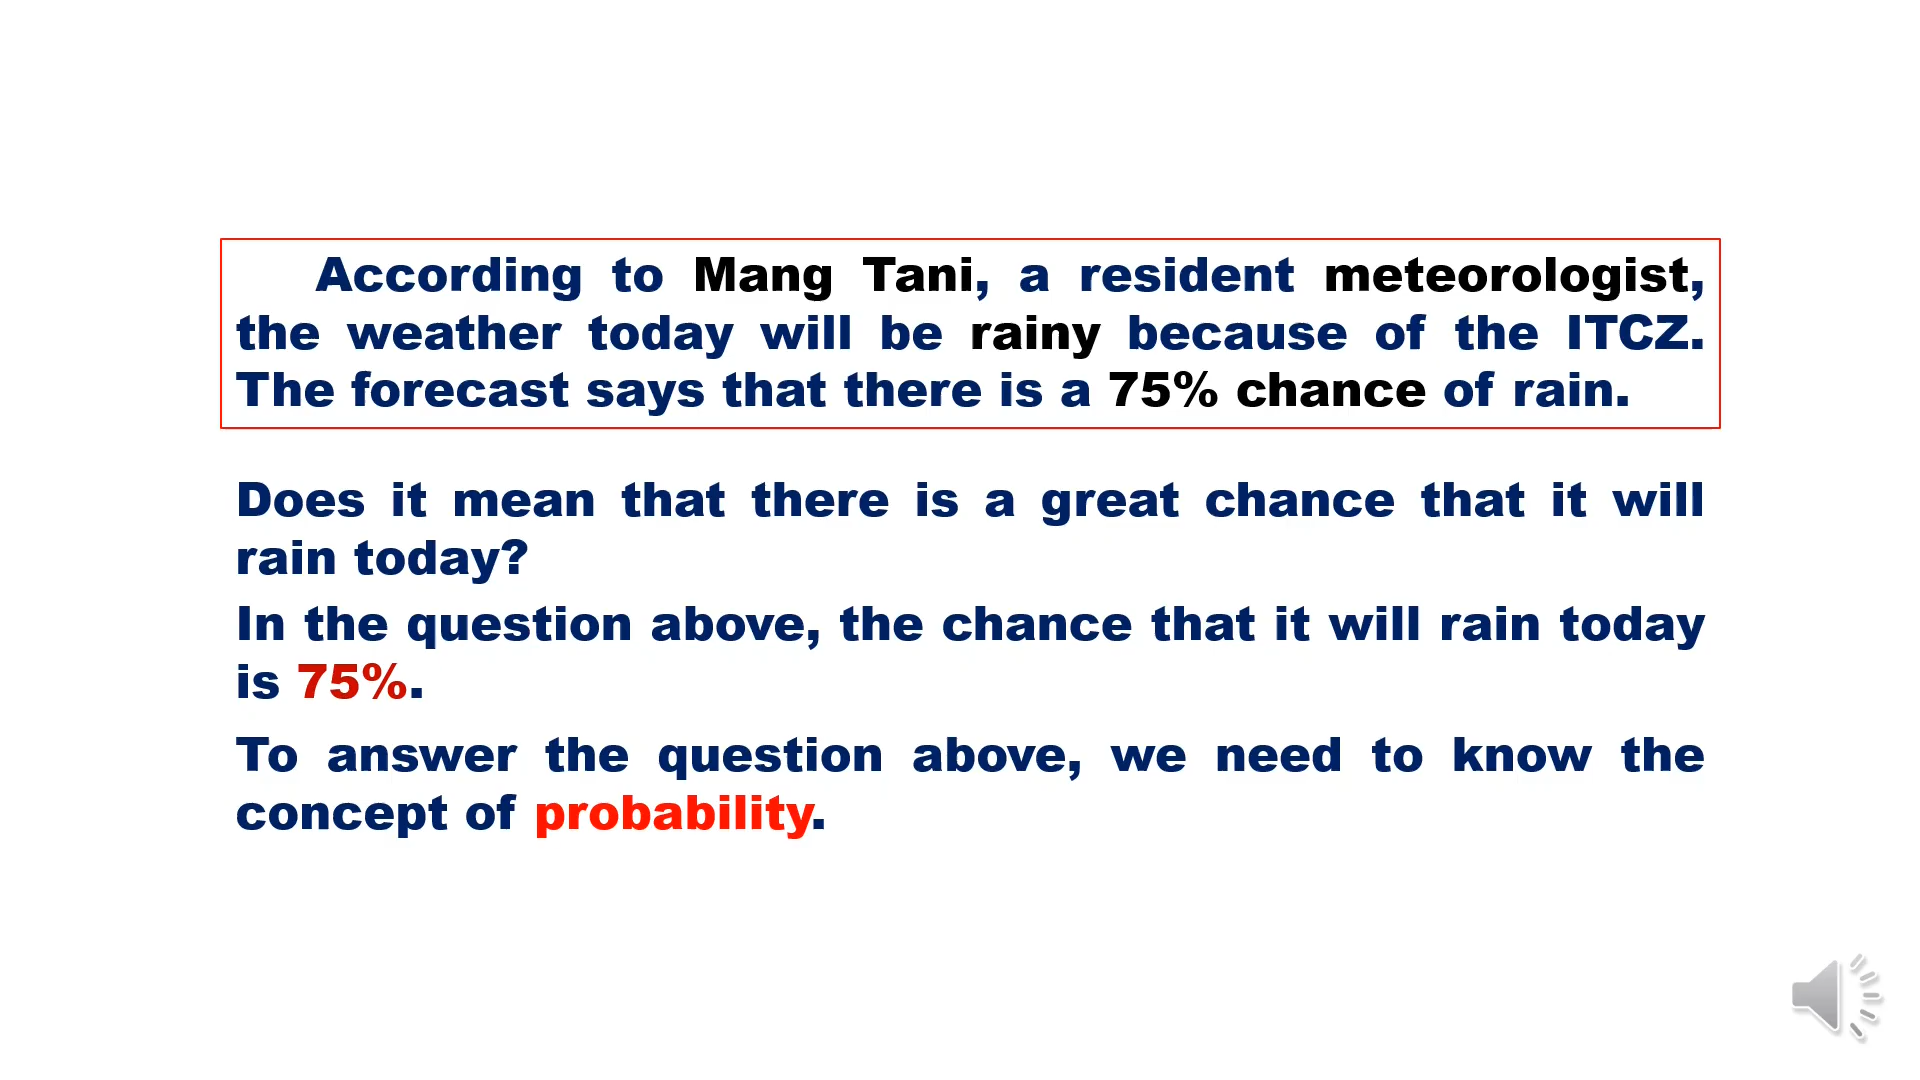 According to Mang Tani, a resident meteorologist,
the weather today will be rainy because of the ITCZ.
The forecast says that there is a 75% chance of rain.
Does it mean that there is a great chance that it will
rain today?
In the question above, the chance that it will rain today
is 75%.
To answer the question above, we need to know the
concept of probability.